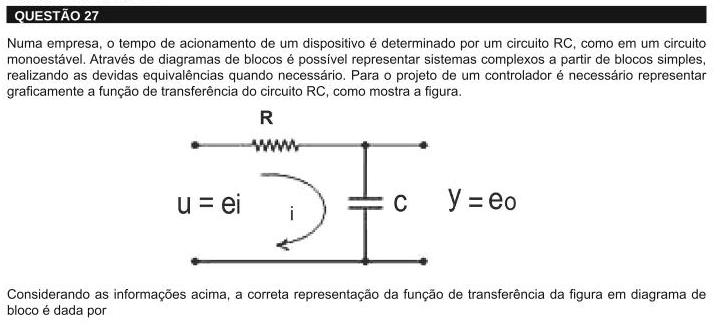 QUESTÃO 27
Numa empresa, o tempo de acionamento de um dispositivo é determinado por um circuito RC, como em um circuito
monoestável. Através de diagramas de blocos é possível representar sistemas complexos a partir de blocos simples,
realizando as devidas equivalências quando necessário. Para o projeto de um controlador é necessário representar
graficamente a função de transferência do circuito RC, como mostra a figura.
R
u = ei
i
C
y = eo
Considerando as informações acima, a correta representação da função de transferência da figura em diagrama de
bloco é dada por